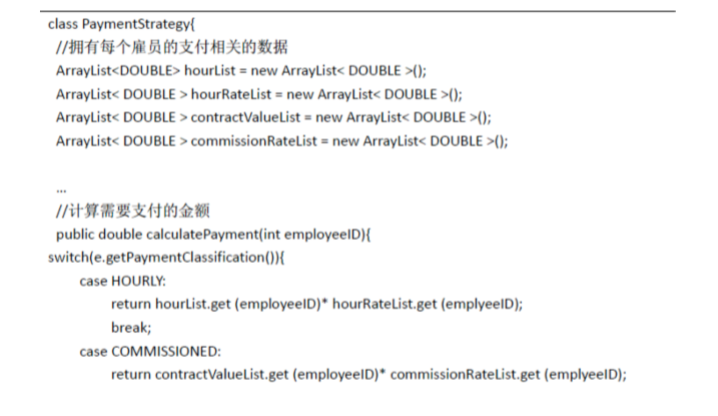 class PaymentStrategy{
//拥有每个雇员的支付相关的数据
ArrayList<DOUBLE> hourList = new ArrayList< DOUBLE >();
ArrayList< DOUBLE > hourRateList = new ArrayList< DOUBLE >();
ArrayList< DOUBLE > contractValueList = new ArrayList< DOUBLE >();
ArrayList< DOUBLE > commissionRateList = new ArrayList< DOUBLE >();
...
//计算需要支付的金额
public double calculatePayment(int employeeID){
switch(e.getPaymentClassification()){
case HOURLY:
return hourList.get (employeeID)* hourRateList.get (emplyeeID);
break;
case COMMISSIONED:
return contractValueList.get (employeeID)* commissionRateList.get (emplyeeID);